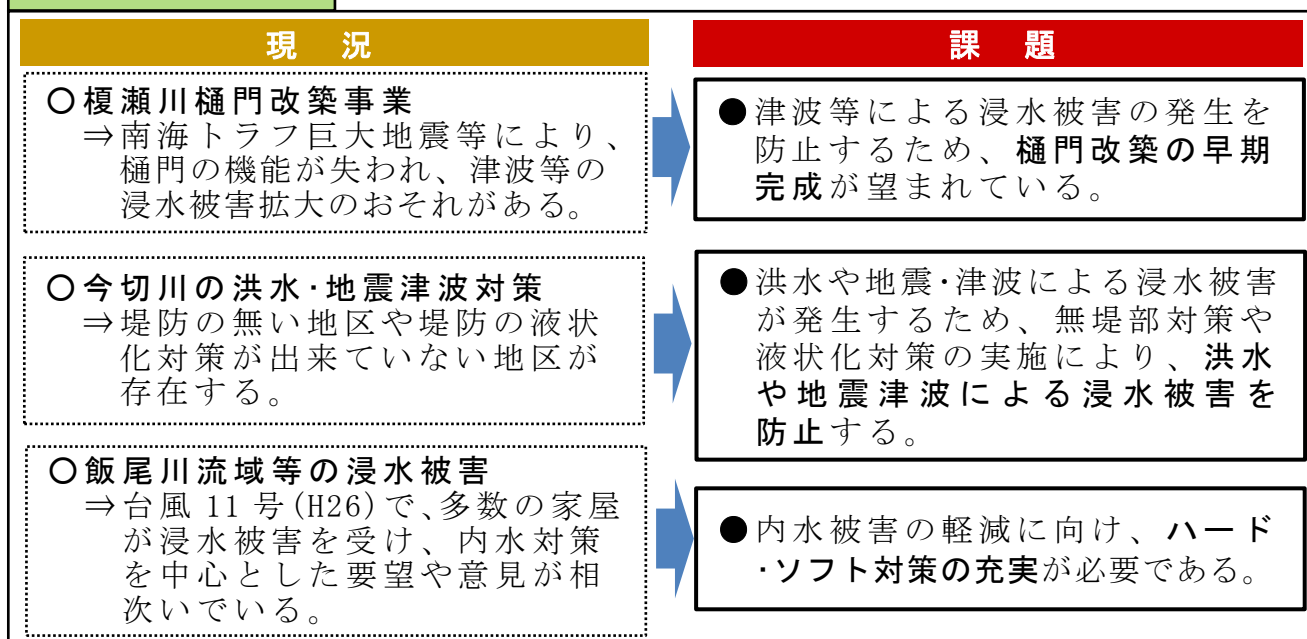 現 況
〇榎瀬川樋門改築事業
⇒南海トラフ巨大地震等により、
樋門の機能が失われ、津波等の
浸水被害拡大のおそれがある。
〇今切川の洪水･地震津波対策
⇒堤防の無い地区や堤防の液状
化対策が出来ていない地区が
存在する。
〇飯尾川流域等の浸水被害
⇒台風 11 号(H26)で､多数の家屋
が浸水被害を受け、内水対策
を中心とした要望や意見が相
次いでいる。
課 題
●津波等による浸水被害の発生を
防止するため、樋門改築の早期
完成が望まれている。
●洪水や地震･津波による浸水被害
が発生するため、無堤部対策や
液状化対策の実施により、洪水
や地震津波による浸水被害を
防止する。
●内水被害の軽減に向け、ハード
･ソフト対策の充実が必要である。